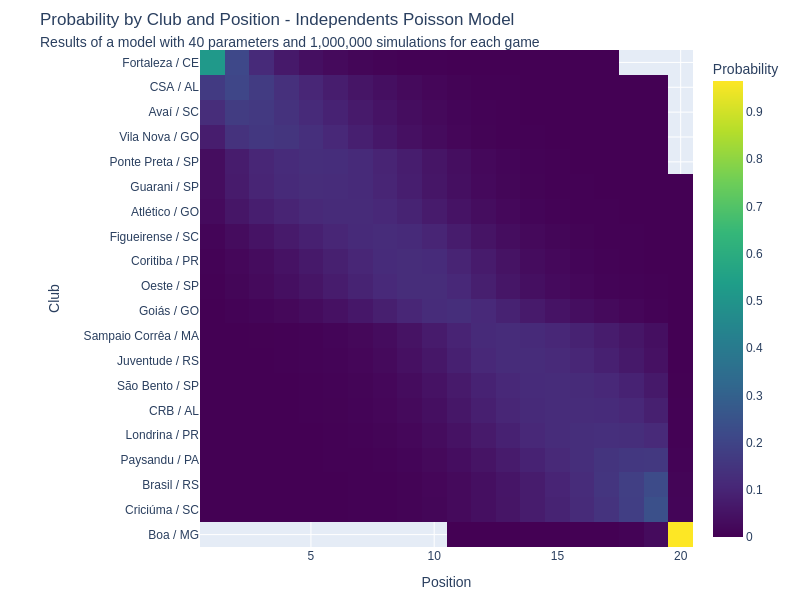 Probability by Club and Position - Independents Poisson Model
Results of a model with 40 parameters and 1,000,000 simulations for each game
Probability
Club
Fortaleza / CE
CSA / AL
Avaí / SC
Vila Nova / GO
Ponte Preta / SP
Guarani / SP
Atlético / GO
Figueirense / SC
Coritiba / PR
Oeste / SP
Goiás / GO
Sampaio Corrêa / MA
Juventude / RS
São Bento / SP
CRB / AL
Londrina / PR
Paysandu / PA
Brasil / RS
Criciúma / SC
Boa / MG
0.9
0.8
0.7
0.6
0.5
0.4
0.3
0.2
0.1
0
5 10 15 20
Position